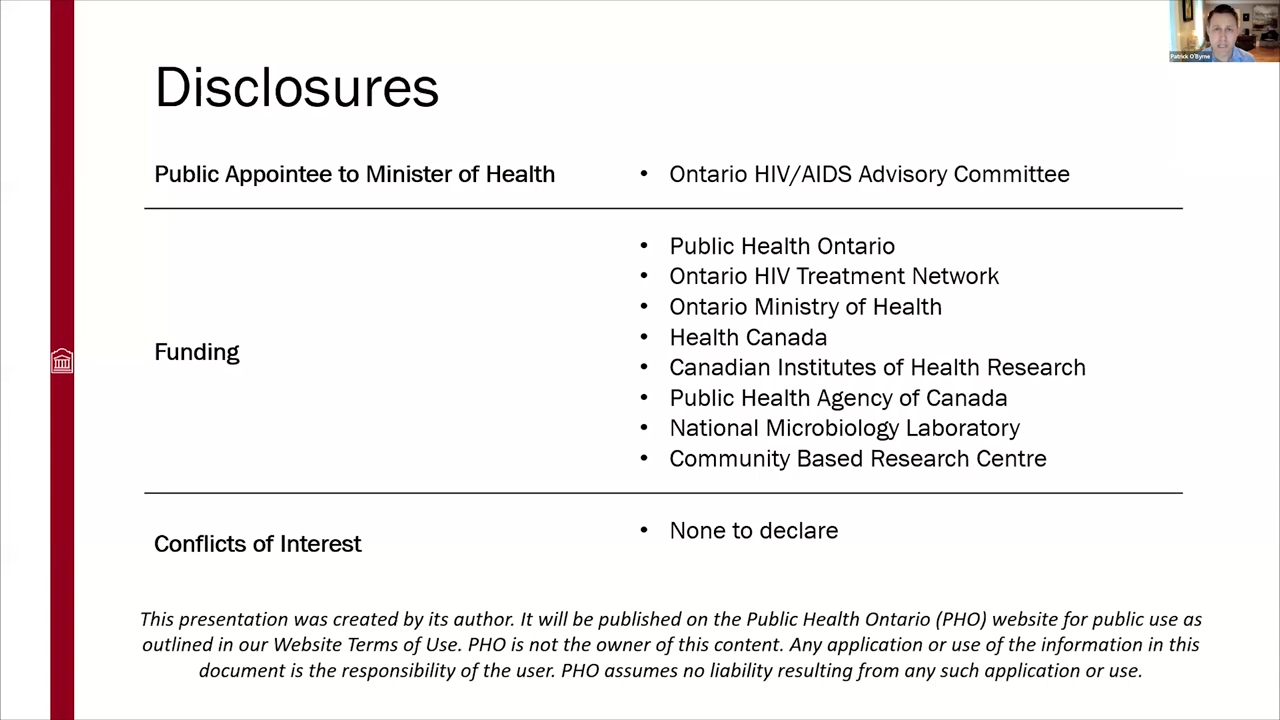 Patrick O'Byrne
Disclosures
Public Appointee to Minister of Health
• Ontario HIV/AIDS Advisory Committee
Funding
• Public Health Ontario
• Ontario HIV Treatment Network
• Ontario Ministry of Health
• Health Canada
• Canadian Institutes of Health Research
• Public Health Agency of Canada
• National Microbiology Laboratory
• Community Based Research Centre
Conflicts of Interest
• None to declare
This presentation was created by its author. It will be published on the Public Health Ontario (PHO) website for public use as
outlined in our Website Terms of Use. PHO is not the owner of this content. Any application or use of the information in this
document is the responsibility of the user. PHO assumes no liability resulting from any such application or use.